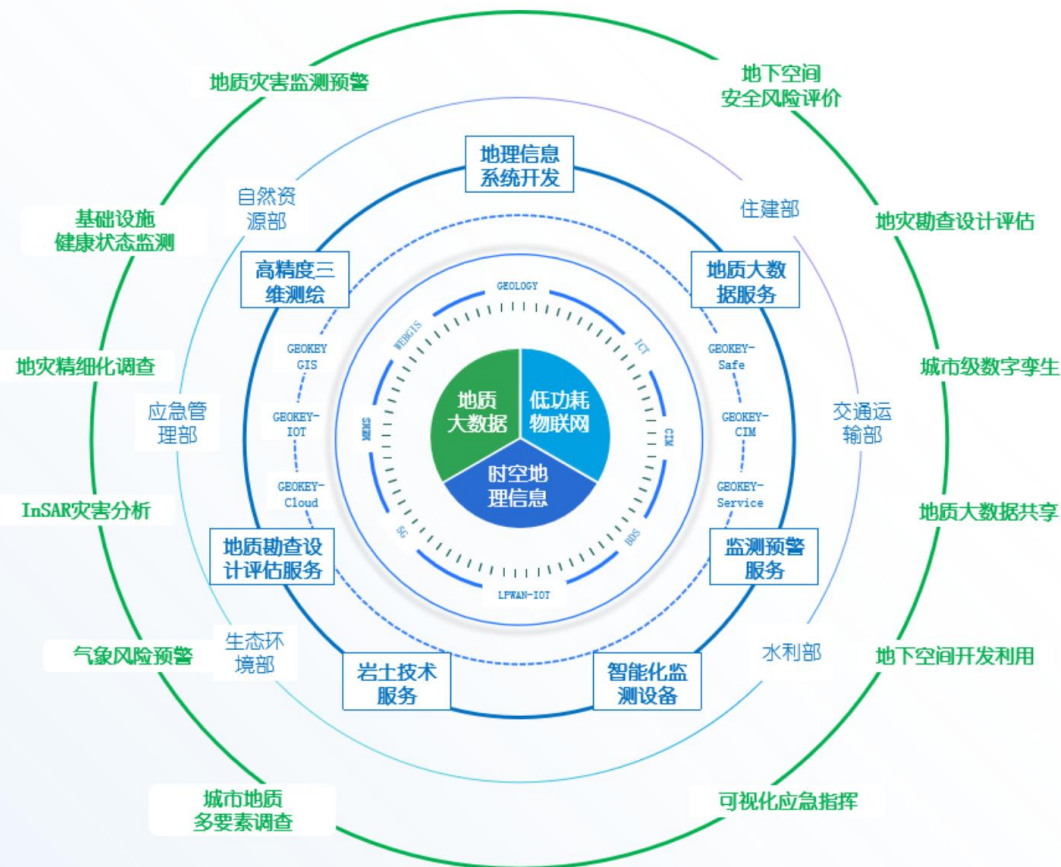 地质灾害监测预警
地下空间
安全风险评价
地理信息
系统开发
自然资
源部
住建部
基础设施
健康状态监测
地灾勘查设计评估
高精度三
维测绘
地质大数
据服务
GEOLOGY
WEBGIS
ICT
GEOKEY
GIS
GEOKEY-
Safe
地灾精细化调查
城市级数字孪生
地质
大数据
低功耗
物联网
应急管
理部
GEOKEY-
IOT
CIM
GEOKEY-
CIM
交通运
输部
时空地
理信息
GEOKEY-
Cloud
GEOKEY-
Service
InSAR灾害分析
地质大数据共享
5G
BDS
地质勘查设
计评估服务
监测预警
服务
LPWAN-IOT
生态环
境部
水利部
气象风险预警
地下空间开发利用
岩土技术
服务
智能化监
测设备
城市地质
多要素调查
可视化应急指挥